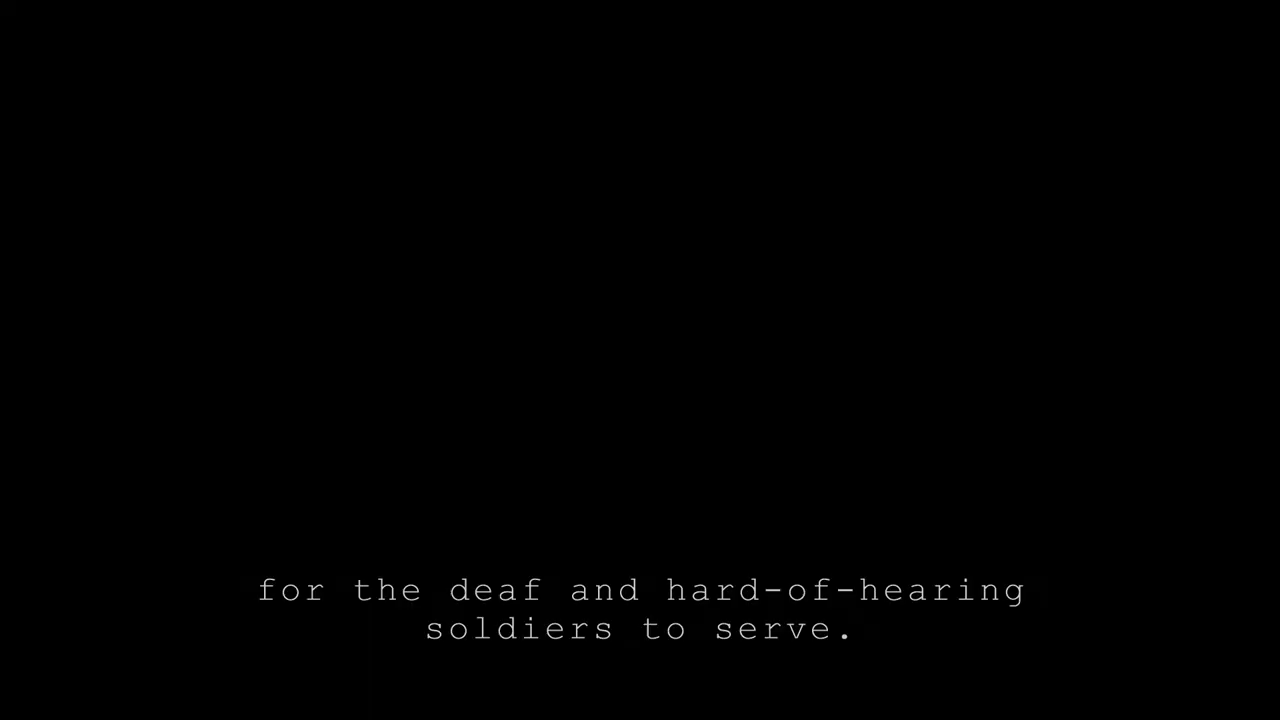 for the deaf and hard-of-hearing
soldiers to serve.